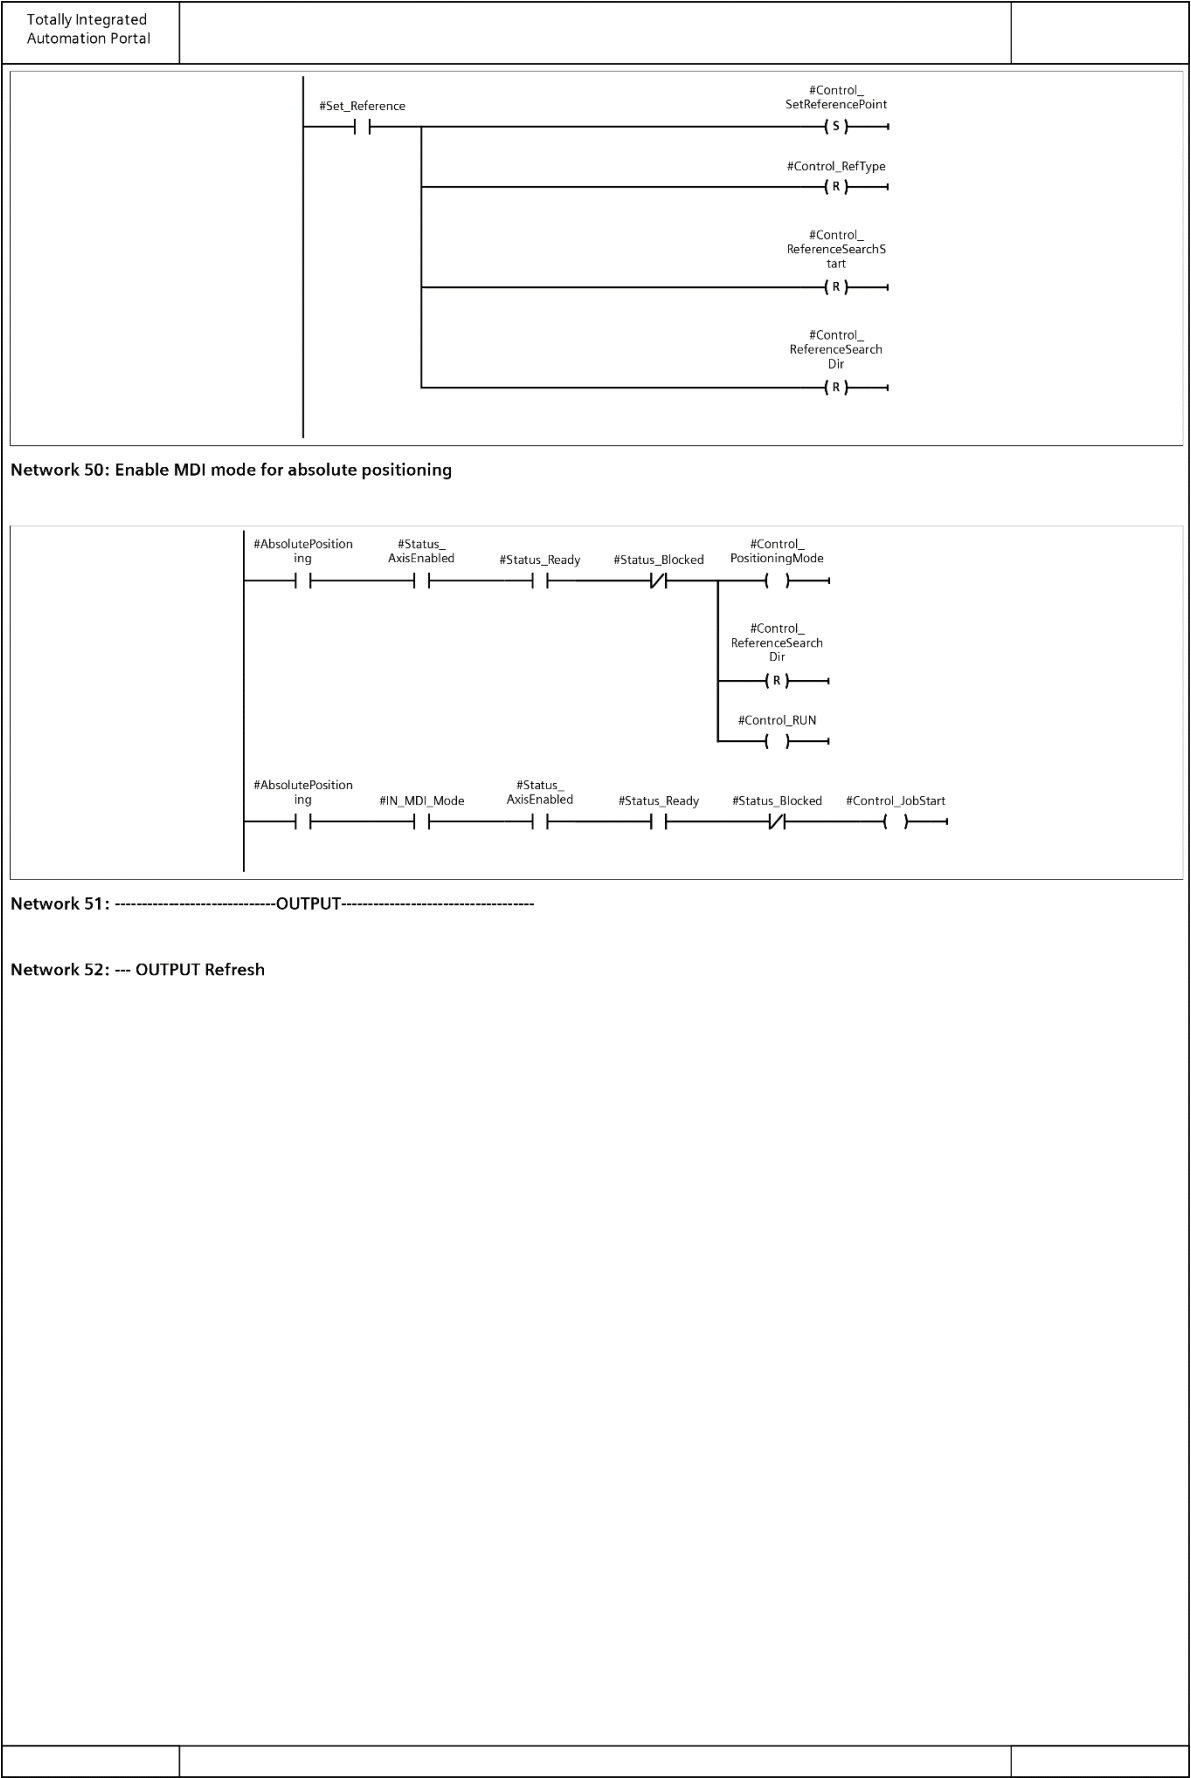 Totally Integrated
Automation Portal
#Set_Reference
#Control_
SetReferencePoint
S
#Control_RefType
R
#Control_
ReferenceSearchS
tart
R
#Control_
ReferenceSearch
Dir
R
Network 50: Enable MDI mode for absolute positioning
#AbsolutePosition
ing
#Status_
AxisEnabled
#Status_Ready
#Status_Blocked
#Control_
PositioningMode
#Control_
ReferenceSearch
Dir
R
#Control_RUN
#AbsolutePosition
ing
#IN_MDI_Mode
#Status_
AxisEnabled
#Status_Ready
#Status_Blocked
#Control_JobStart
Network 51: ------------------------------OUTPUT------------------------------------
Network 52: --- OUTPUT Refresh